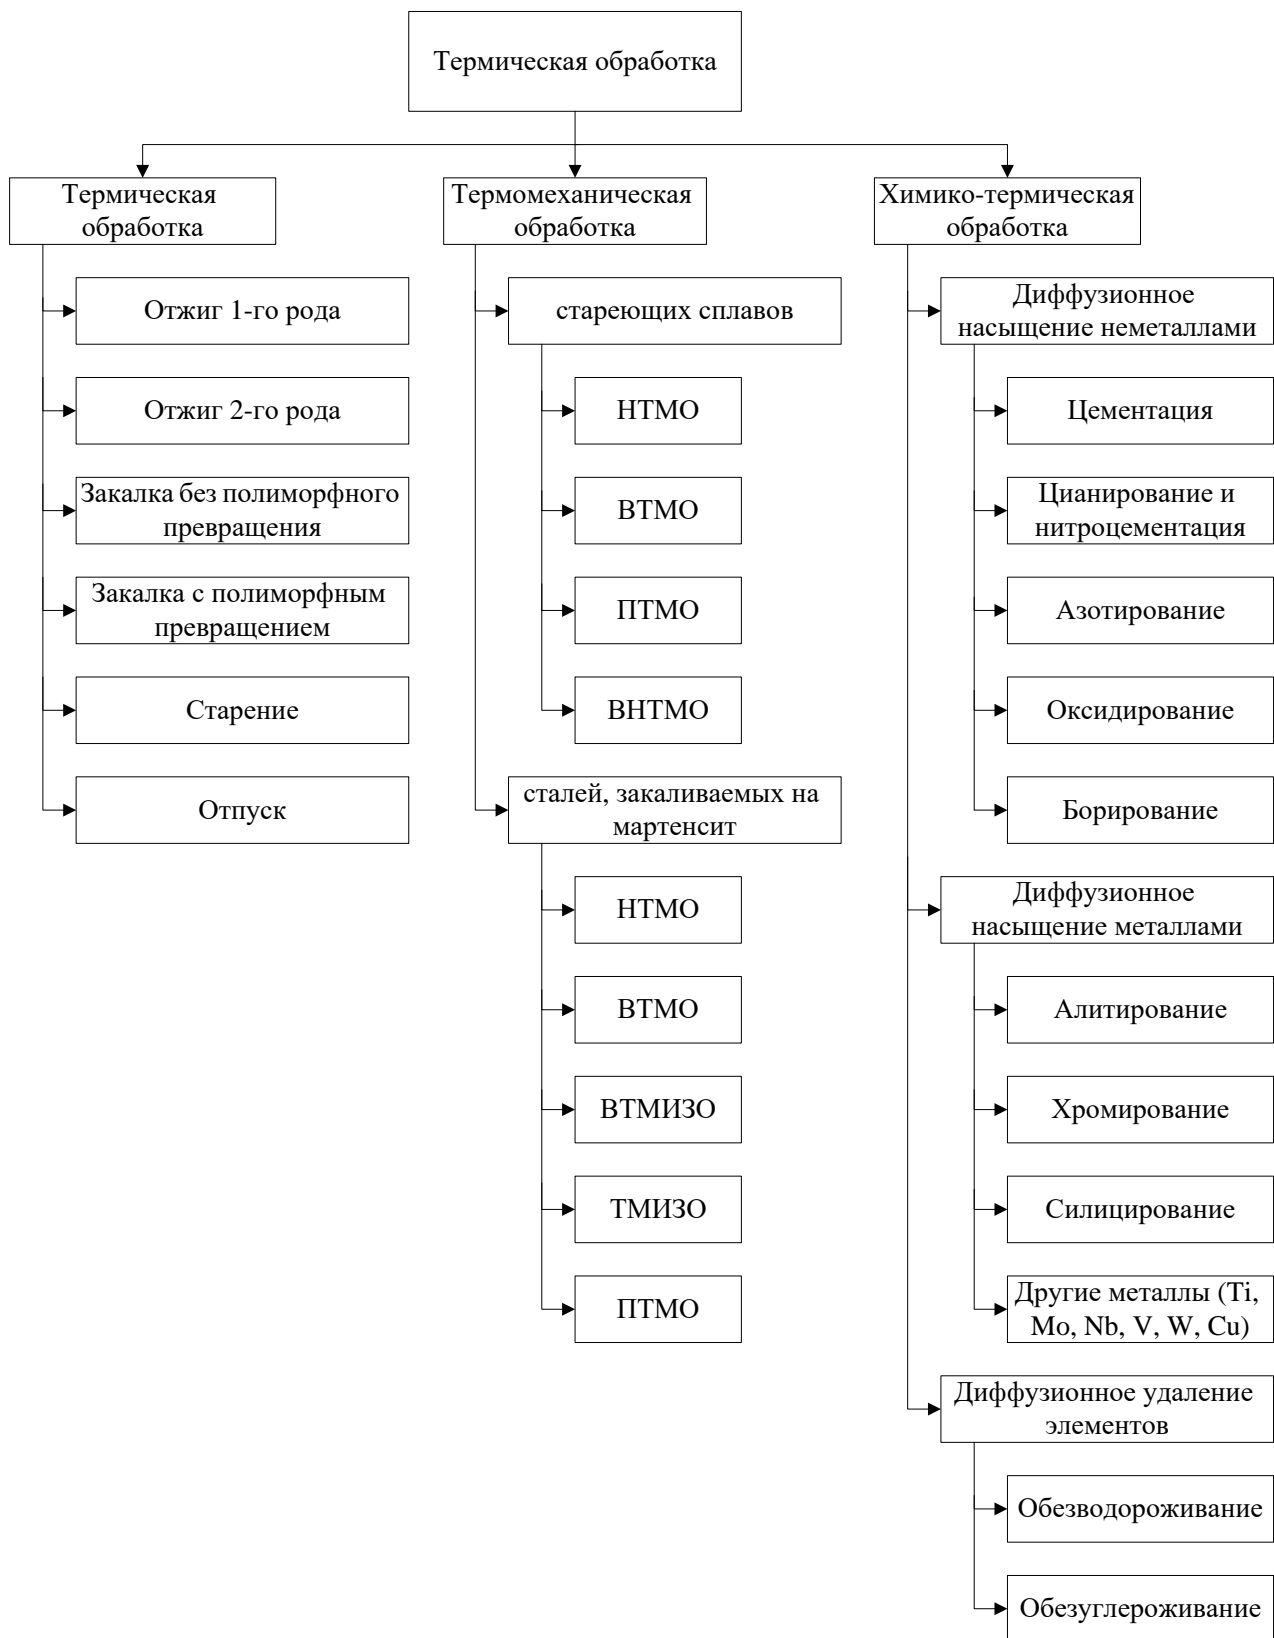 Термическая обработка
Термическая
обработка
Отжиг 1-го рода
Отжиг 2-го рода
Закалка без полиморфного
превращения
Закалка с полиморфным
превращением
Старение
Отпуск
Термомеханическая
обработка
стареющих сплавов
НТМО
ВТМО
ПТМО
ВНТМО
сталей, закаливаемых на
мартенсит
НТМО
ВТМО
ВТМИЗО
ТМИЗО
ПТМО
Химико-термическая
обработка
Диффузионное
насыщение неметаллами
Цементация
Цианирование и
нитроцементация
Азотирование
Оксидирование
Борирование
Диффузионное
насыщение металлами
Алитирование
Хромирование
Силицирование
Другие металлы (Ti,
Mo, Nb, V, W, Cu)
Диффузионное удаление
элементов
Обезводороживание
Обезуглероживание